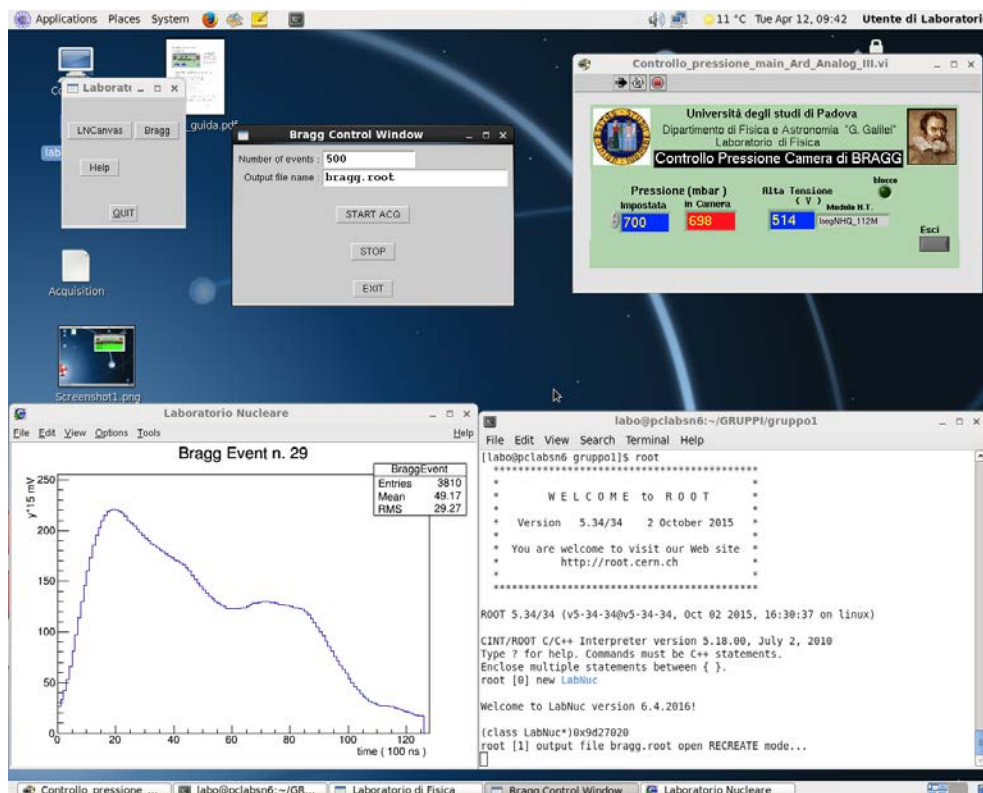 Applications Places System
11 °C Tue Apr 12, 09:42 Utente di Laboratori
Laborati
LNCanvas Bragg
Help
QUIT
_guida.pdf
Acquisition
Screenshot1.png
Bragg Control Window
Number of events : 500
Output file name : bragg.root
START ACQ
STOP
EXIT
Controllo_pressione_main_Ard_Analog_III.vi
Università degli studi di Padova
Dipartimento di Fisica e Astronomia "G. Galilei"
Laboratorio di Fisica
Controllo Pressione Camera di BRAGG
blocco
Pressione (mbar )
Alta Tensione
( V )
Impostata in Camera
Modulo H.T.
700 698 514 IsegNHQ_112M
Esci
Laboratorio Nucleare
File Edit View Options Tools Help
Bragg Event n. 29
BraggEvent
Entries 3810
Mean 49.17
RMS 29.27
y*15 mV
250
200
150
100
50
0
0 20 40 60 80 100 120
time ( 100 ns )
labo@pclabsn6:~/GRUPPI/gruppo1
File Edit View Search Terminal Help
[labo@pclabsn6 gruppo1]$ root
*******************************************
* *
* W E L C O M E to R O O T *
* *
* Version 5.34/34 2 October 2015 *
* *
* You are welcome to visit our Web site *
* http://root.cern.ch *
* *
*******************************************
ROOT 5.34/34 (v5-34-34@v5-34-34, Oct 02 2015, 16:30:37 on linux)
CINT/ROOT C/C++ Interpreter version 5.18.00, July 2, 2010
Type ? for help. Commands must be C++ statements.
Enclose multiple statements between { }.
root [0] new LabNuc
Welcome to LabNuc version 6.4.2016!
(class LabNuc*)0x9d27020
root [1] output file bragg.root open RECREATE mode...
Controllo_pressione_... labo@pclabsn6:~/GR... Laboratorio di Fisica Bragg Control Window Laboratorio Nucleare